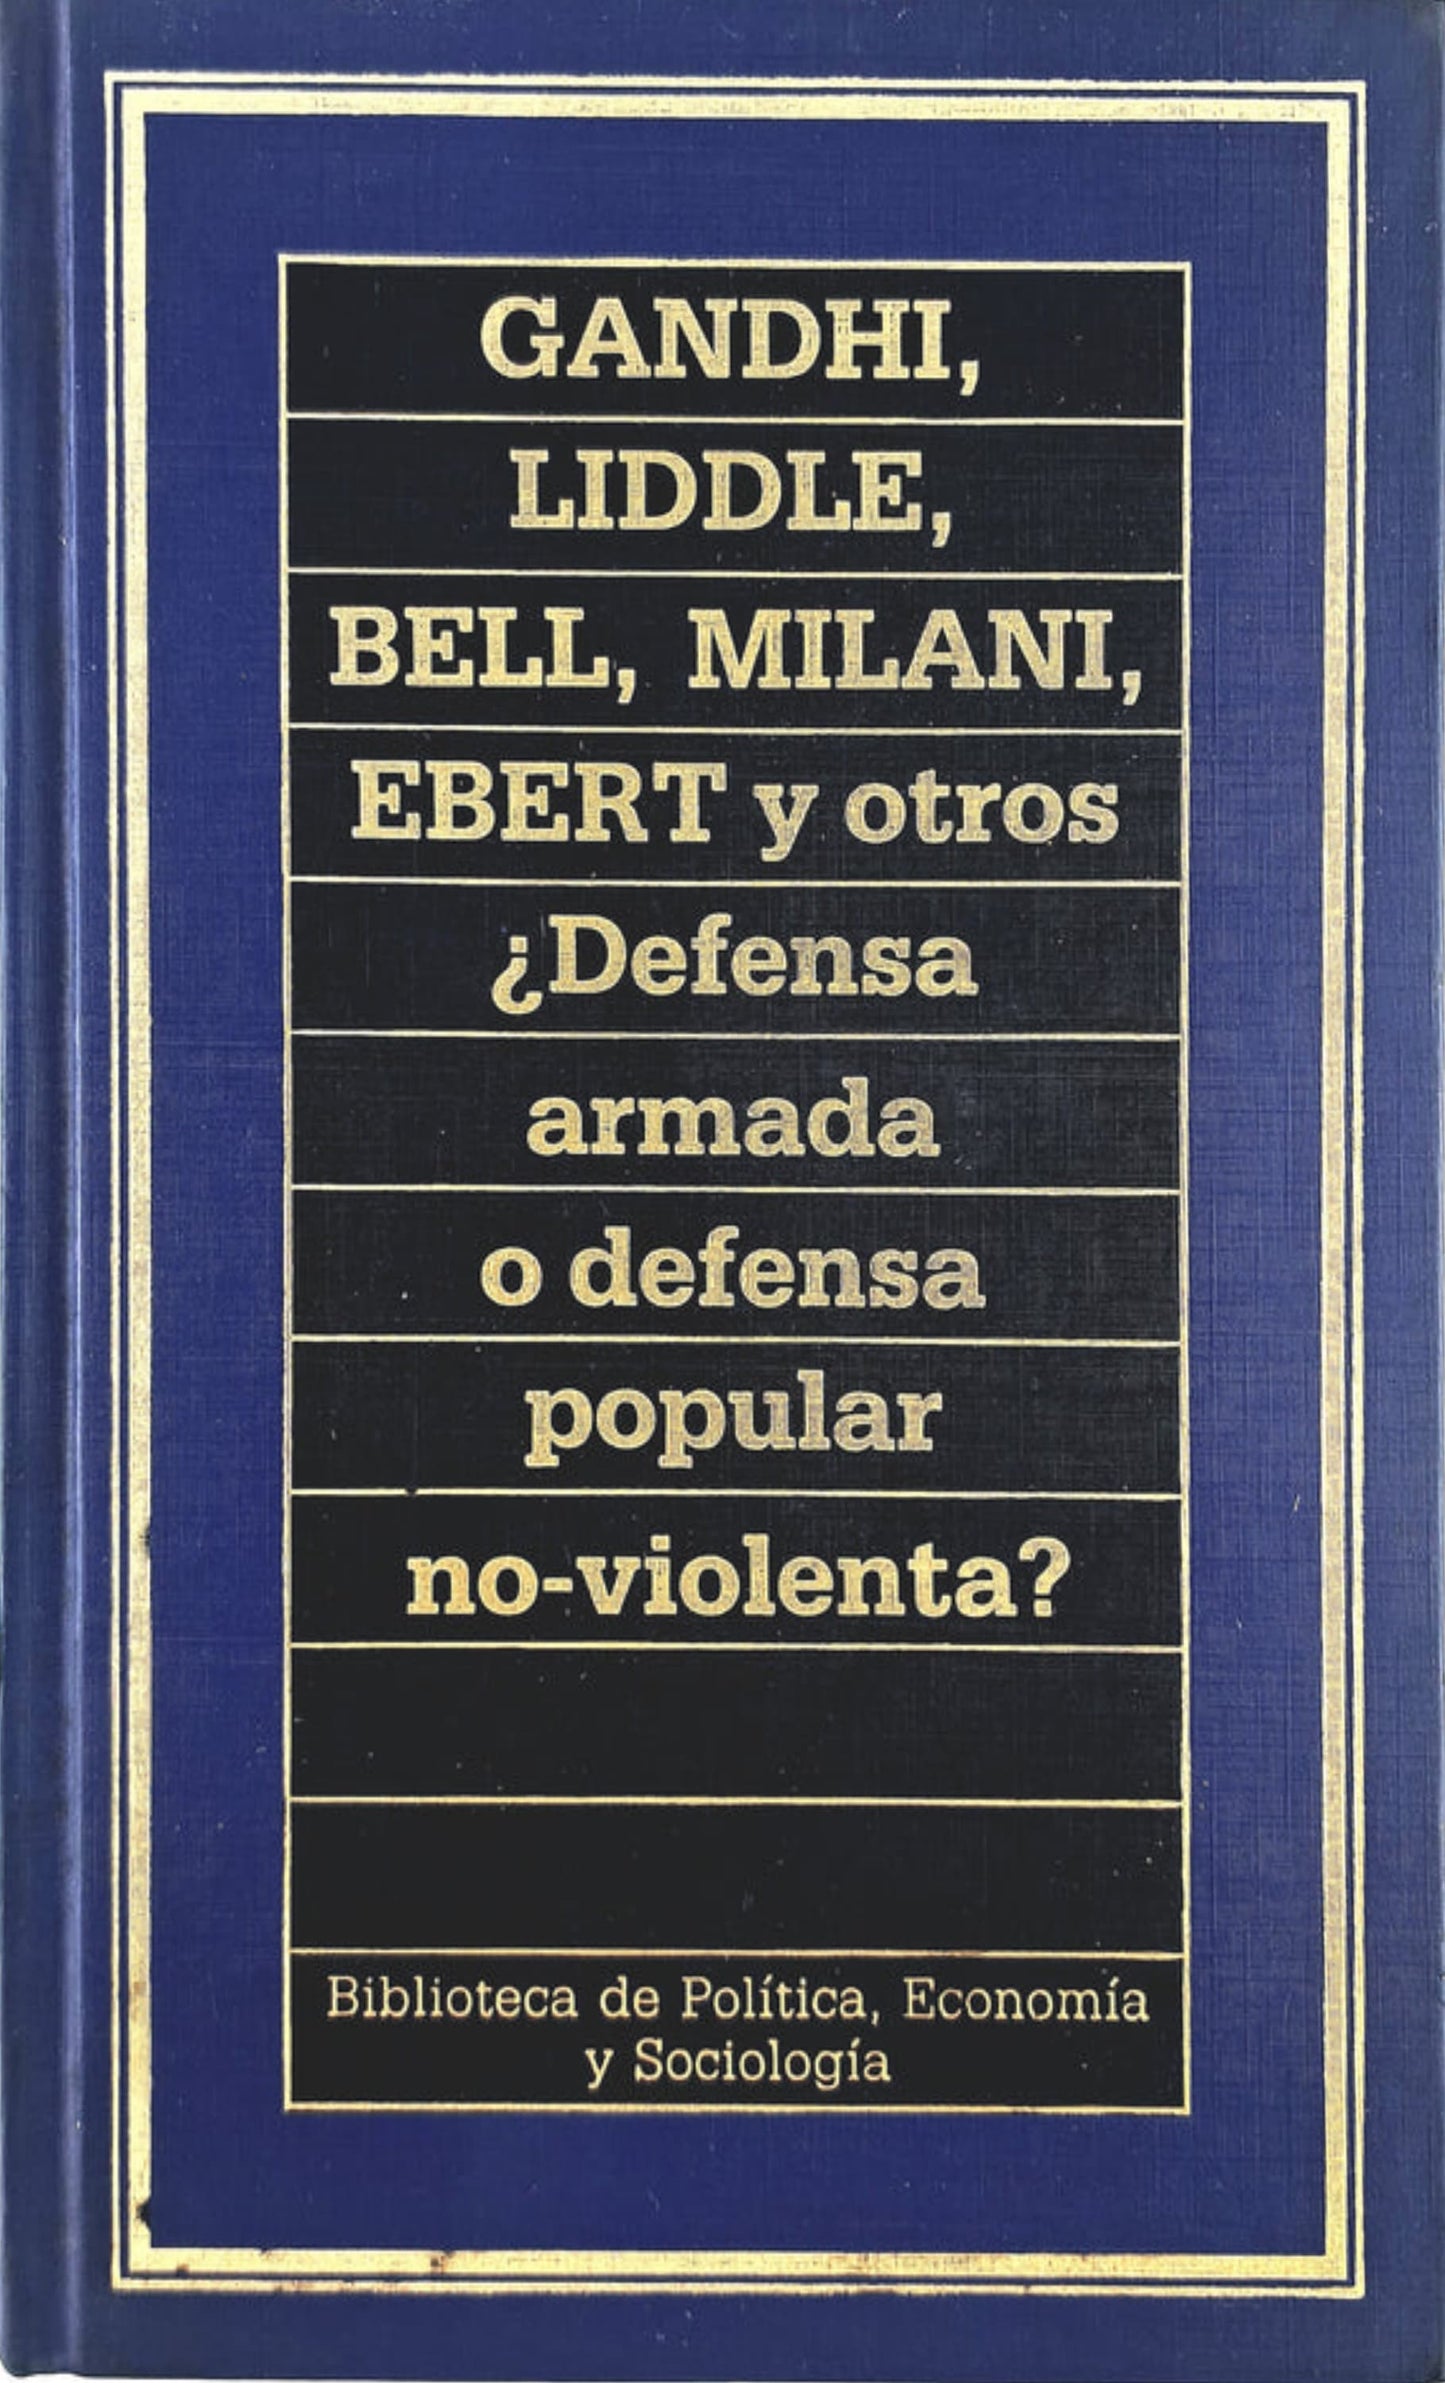 GANDHI,
LIDDLE,
BELL, MILANI,
EBERT y otros
¿Defensa
armada
o defensa
popular
no-violenta?
Biblioteca de Política, Economía
y Sociología